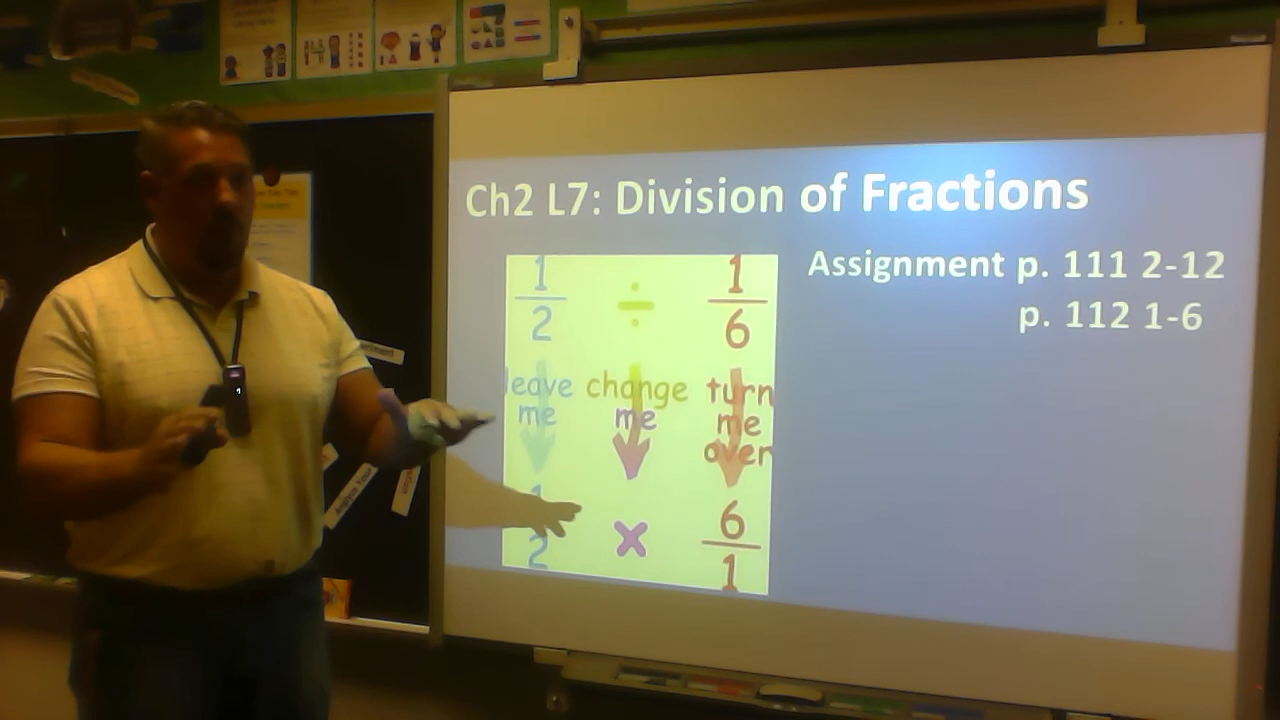 Ch2 L7: Division of Fractions
Assignment p. 111 2-12
p. 112 1-6
1/2 ÷ 1/6
leave me
change me
turn me over
1/2 × 6/1